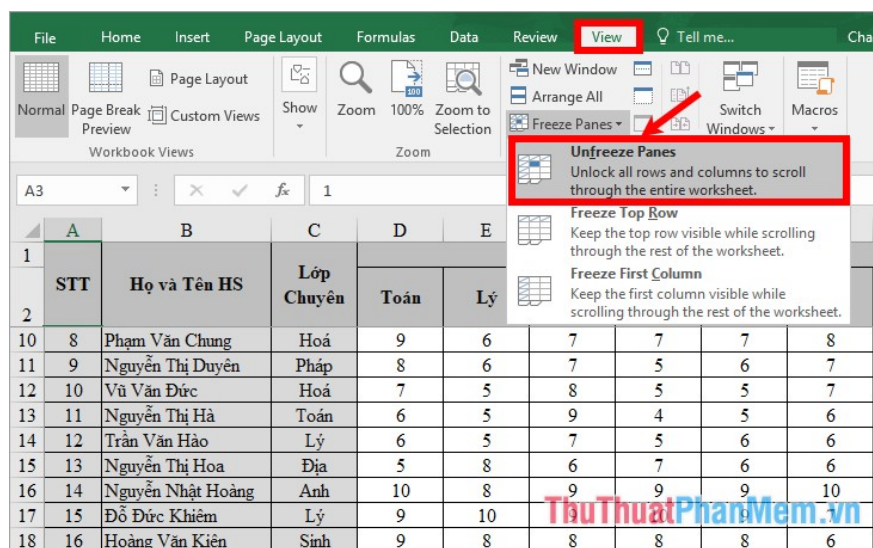 File Home Insert Page Layout Formulas Data Review View Tell me... Cha
Normal Page Break Preview Page Layout Custom Views
Workbook Views
Show
Zoom 100% Zoom to Selection
Zoom
New Window
Arrange All
Freeze Panes
Switch Windows
Macros
Unfreeze Panes
Unlock all rows and columns to scroll
through the entire worksheet.
Freeze Top Row
Keep the top row visible while scrolling
through the rest of the worksheet.
Freeze First Column
Keep the first column visible while
scrolling through the rest of the worksheet.
A3 fx 1
A B C D E
1
2 STT Họ và Tên HS Lớp Chuyên Toán Lý
10 8 Phạm Văn Chung Hoá 9 6 7 7 7 8
11 9 Nguyễn Thị Duyên Pháp 8 6 7 5 6 7
12 10 Vũ Văn Đức Hoá 7 5 8 5 5 7
13 11 Nguyễn Thị Hà Toán 6 5 9 4 5 6
14 12 Trần Văn Hào Lý 6 5 7 5 6 6
15 13 Nguyễn Thị Hoa Địa 5 8 6 7 6 6
16 14 Nguyễn Nhật Hoàng Anh 10 8 9 9 9 10
17 15 Đỗ Đức Khiêm Lý 9 10 9 10 9 7
18 16 Hoàng Văn Kiên Sinh 9 8 8 8 8 6
ThuThuatPhanMem.vn